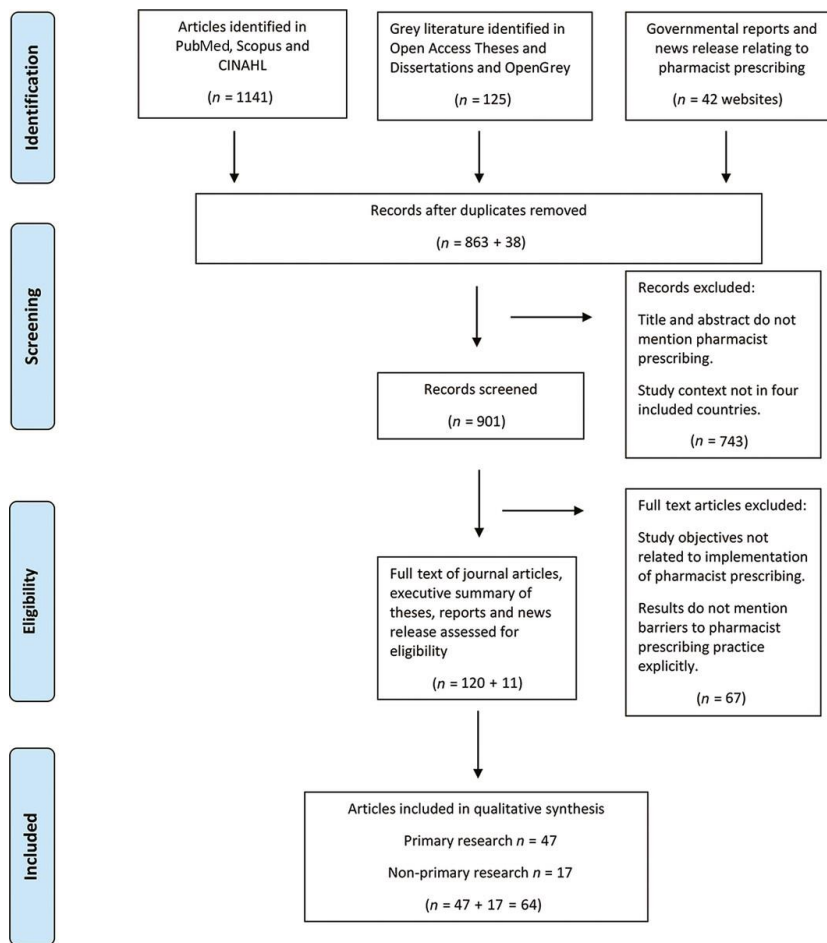 Identification
Articles identified in
PubMed, Scopus and
CINAHL
(n = 1141)
Grey literature identified in
Open Access Theses and
Dissertations and OpenGrey
(n = 125)
Governmental reports and
news release relating to
pharmacist prescribing
(n = 42 websites)
Records after duplicates removed
(n = 863 + 38)
Screening
Records excluded:
Title and abstract do not
mention pharmacist
prescribing.
Study context not in four
included countries.
(n = 743)
Records screened
(n = 901)
Eligibility
Full text articles excluded:
Study objectives not
related to implementation
of pharmacist prescribing.
Results do not mention
barriers to pharmacist
prescribing practice
explicitly.
(n = 67)
Full text of journal articles,
executive summary of
theses, reports and news
release assessed for
eligibility
(n = 120 + 11)
Included
Articles included in qualitative synthesis
Primary research n = 47
Non-primary research n = 17
(n = 47 + 17 = 64)